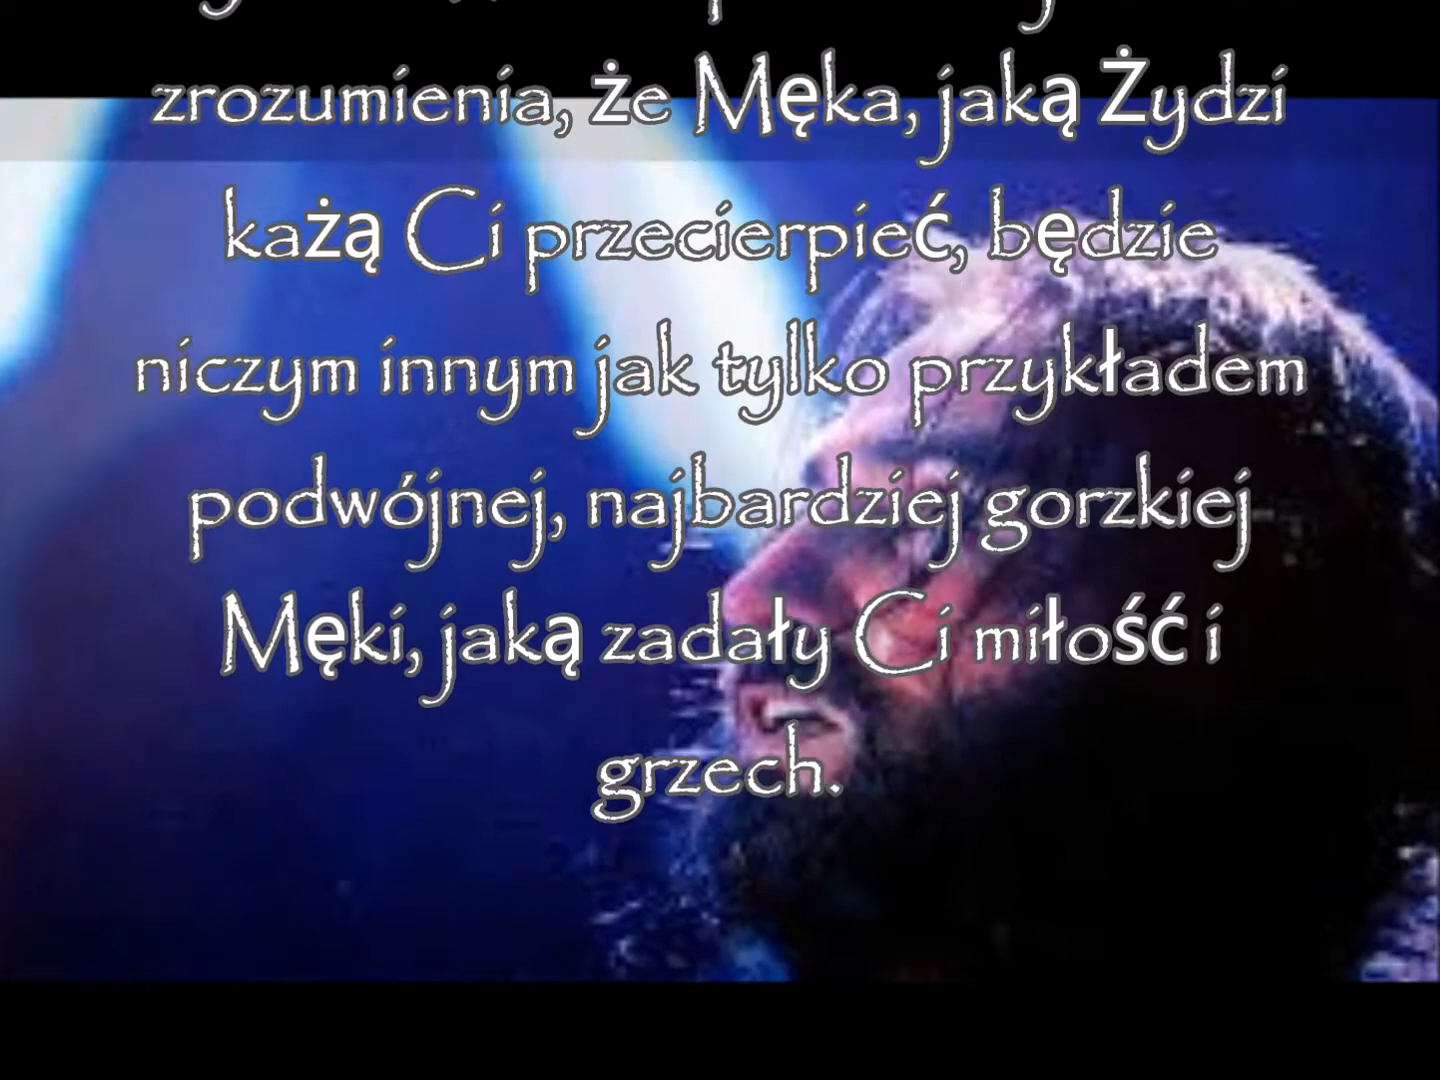 zrozumienia, że Męka, jaką Żydzi
każą Ci przecierpieć, będzie
niczym innym jak tylko przykładem
podwójnej, najbardziej gorzkiej
Męki, jaką zadały Ci miłość i
grzech.